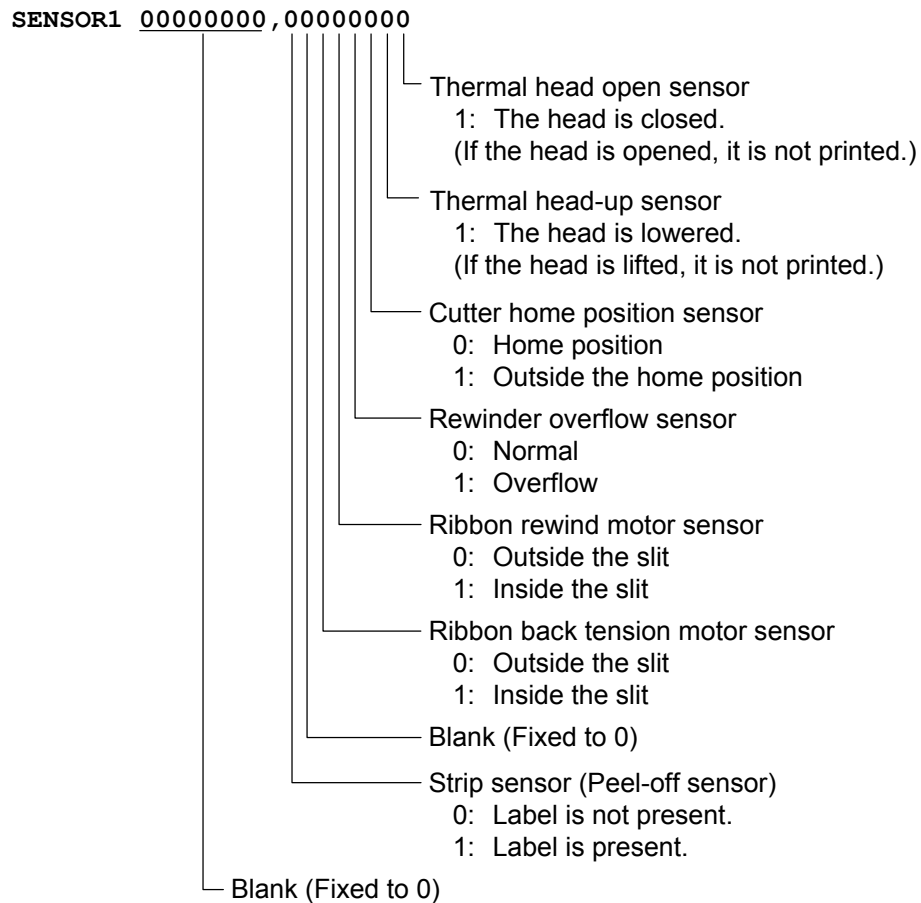 SENSOR1 00000000,00000000
Thermal head open sensor
1: The head is closed.
(If the head is opened, it is not printed.)
Thermal head-up sensor
1: The head is lowered.
(If the head is lifted, it is not printed.)
Cutter home position sensor
0: Home position
1: Outside the home position
Rewinder overflow sensor
0: Normal
1: Overflow
Ribbon rewind motor sensor
0: Outside the slit
1: Inside the slit
Ribbon back tension motor sensor
0: Outside the slit
1: Inside the slit
Blank (Fixed to 0)
Strip sensor (Peel-off sensor)
0: Label is not present.
1: Label is present.
Blank (Fixed to 0)